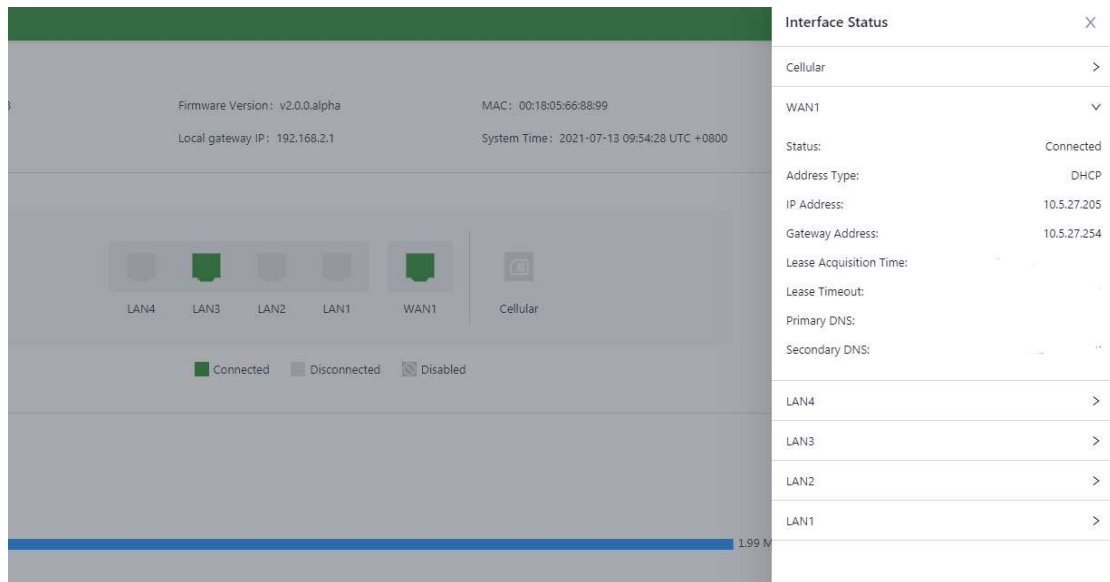 Interface Status
Cellular
WAN1
Status: Connected
Address Type: DHCP
IP Address: 10.5.27.205
Gateway Address: 10.5.27.254
Lease Acquisition Time:
Lease Timeout:
Primary DNS:
Secondary DNS:
LAN4
LAN3
LAN2
LAN1
Firmware Version: v2.0.0.alpha MAC: 00:18:05:66:88:99
Local gateway IP: 192.168.2.1 System Time: 2021-07-13 09:54:28 UTC +0800
LAN4 LAN3 LAN2 LAN1 WAN1 Cellular
Connected Disconnected Disabled
1.99 M